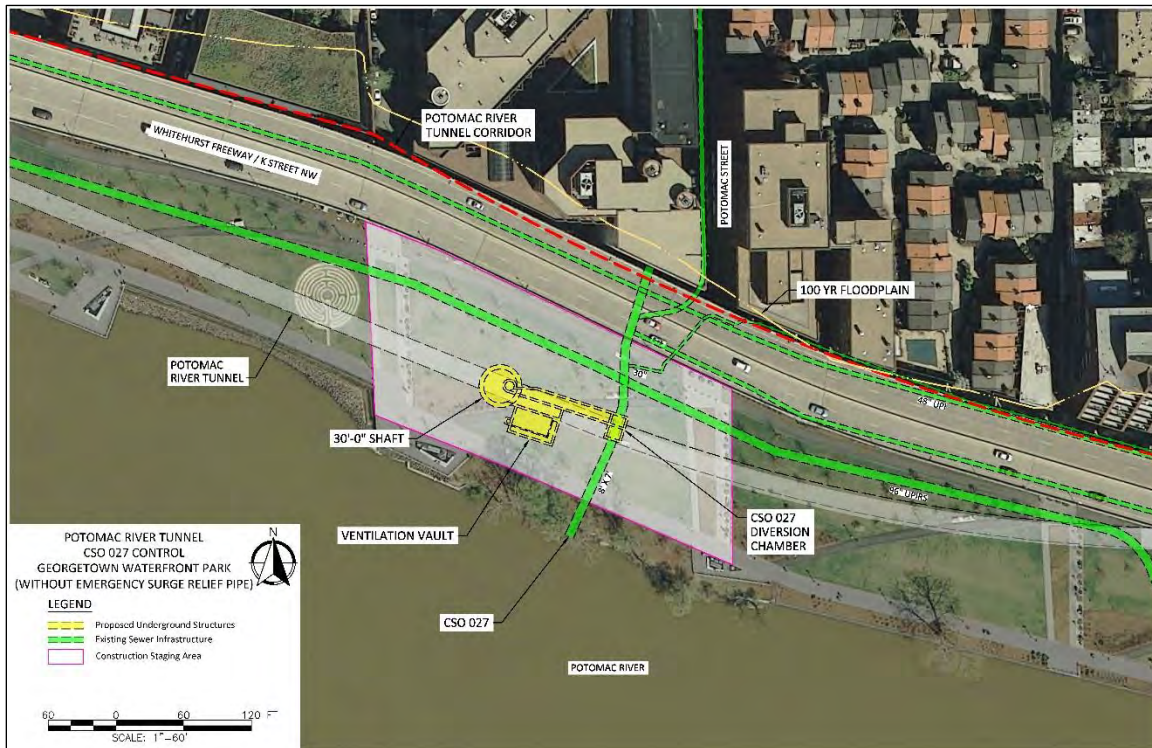 POTOMAC RIVER
TUNNEL CORRIDOR
WHITEHURST FREEWAY / K STREET NW
POTOMAC STREET
100 YR FLOODPLAIN
POTOMAC
RIVER TUNNEL
30"
48" UPI
30'-0" SHAFT
96" UPIRS
8' X 7'
VENTILATION VAULT
CSO 027
DIVERSION
CHAMBER
CSO 027
POTOMAC RIVER
POTOMAC RIVER TUNNEL
CSO 027 CONTROL
GEORGETOWN WATERFRONT PARK
(WITHOUT EMERGENCY SURGE RELIEF PIPE)
N
LEGEND
Proposed Underground Structures
Existing Sewer Infrastructure
Construction Staging Area
60 0 60 120 FT
SCALE: 1"=60'